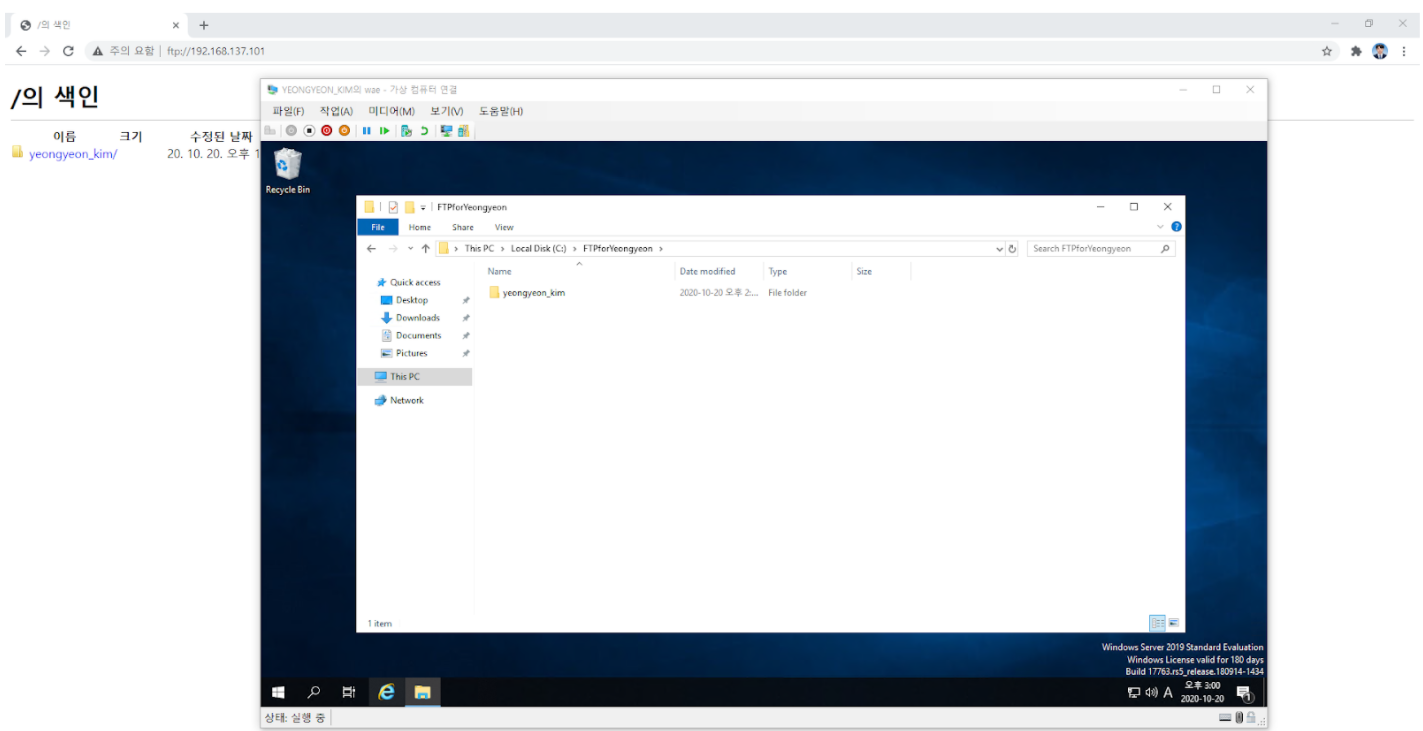 /의 색인
주의 요함 | ftp://192.168.137.101
/의 색인
이름 크기 수정된 날짜
yeongyeon_kim/ 20. 10. 20. 오후 1
YEONGYEON_KIM의 wae - 가상 컴퓨터 연결
파일(F) 작업(A) 미디어(M) 보기(V) 도움말(H)
Recycle Bin
FTPforYeongyeon
File Home Share View
This PC > Local Disk (C:) > FTPforYeongyeon >
Search FTPforYeongyeon
Name Date modified Type Size
Quick access
Desktop
Downloads
Documents
Pictures
This PC
Network
yeongyeon_kim 2020-10-20 오후 2:... File folder
1 item
Windows Server 2019 Standard Evaluation
Windows License valid for 180 days
Build 17763.rs5_release.180914-1434
A 오후 3:00
2020-10-20
1
상태: 실행 중